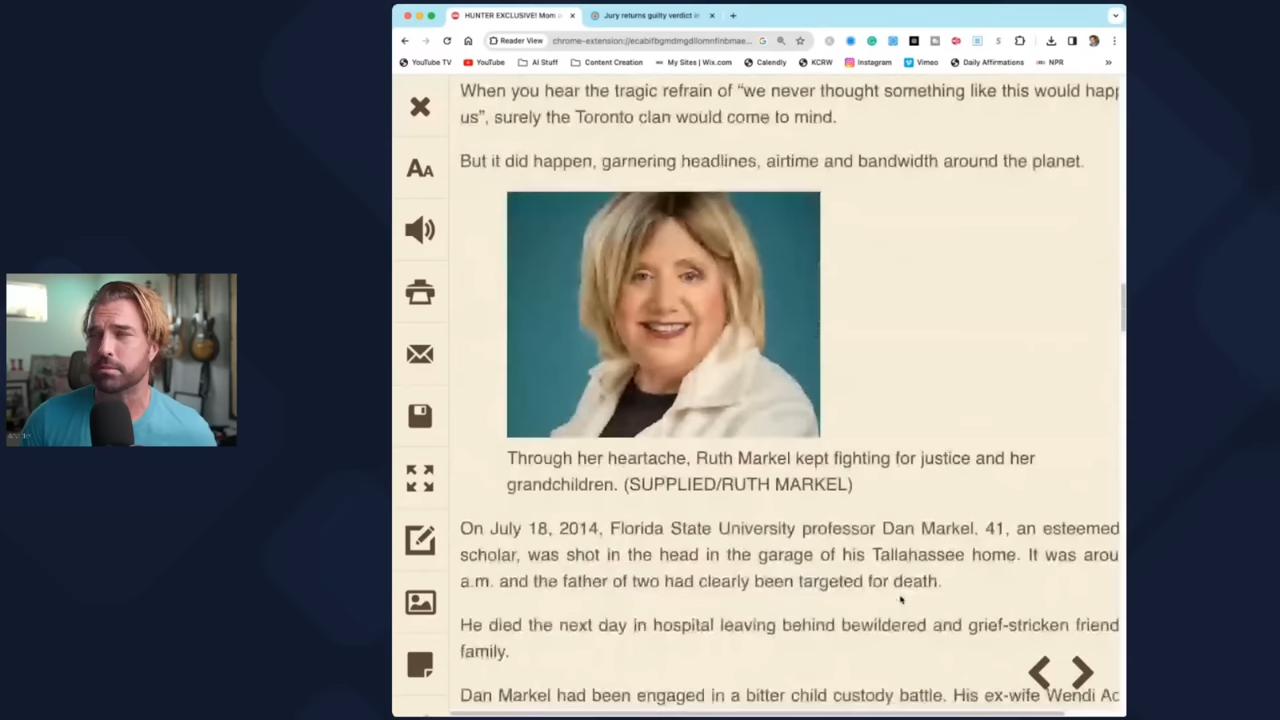 HUNTER EXCLUSIVE! Mom
Jury returns guilty verdict in
Reader View
chrome-extension://ecabifbgmdmgdllomnfinbmae...
YouTube TV
YouTube
AI Stuff
Content Creation
My Sites | Wix.com
Calendly
KCRW
Instagram
Vimeo
Daily Affirmations
NPR
»
When you hear the tragic refrain of “we never thought something like this would happ
us”, surely the Toronto clan would come to mind.
But it did happen, garnering headlines, airtime and bandwidth around the planet.
Through her heartache, Ruth Markel kept fighting for justice and her
grandchildren. (SUPPLIED/RUTH MARKEL)
On July 18, 2014, Florida State University professor Dan Markel, 41, an esteemed
scholar, was shot in the head in the garage of his Tallahassee home. It was arou
a.m. and the father of two had clearly been targeted for death.
He died the next day in hospital leaving behind bewildered and grief-stricken friend
family.
Dan Markel had been engaged in a bitter child custody battle. His ex-wife Wendi Ad